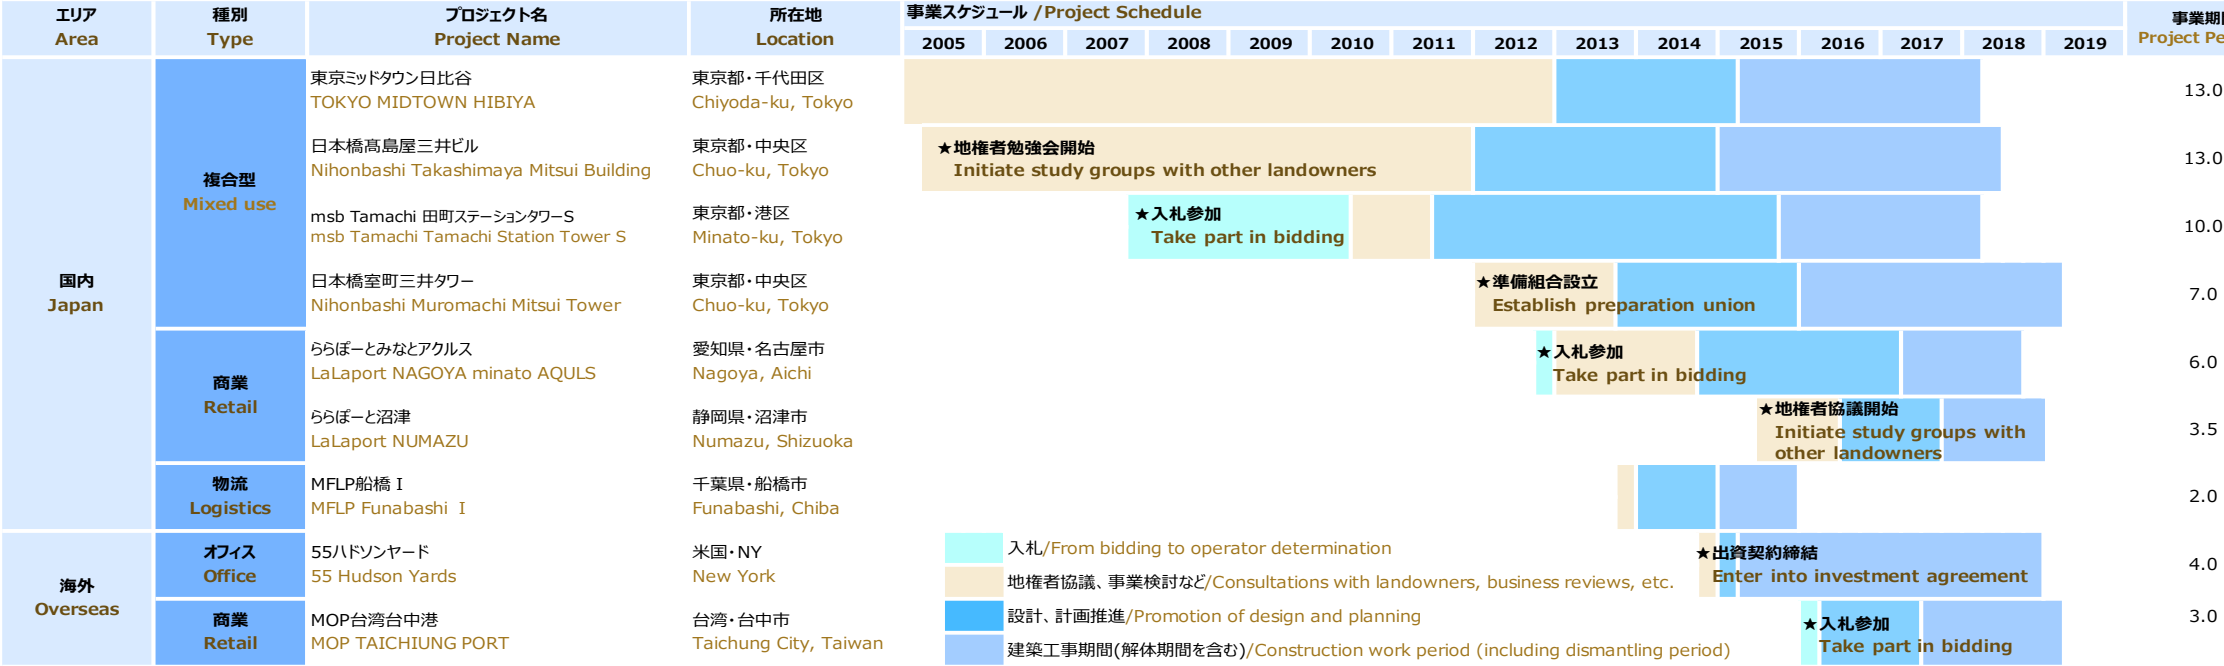 エリア
Area
種別
Type
プロジェクト名
Project Name
所在地
Location
事業スケジュール /Project Schedule
2005 2006 2007 2008 2009 2010 2011 2012 2013 2014 2015 2016 2017 2018 2019
事業期
Project Pe
国内
Japan
複合型
Mixed use
東京ミッドタウン日比谷
TOKYO MIDTOWN HIBIYA
東京都・千代田区
Chiyoda-ku, Tokyo
13.0
日本橋髙島屋三井ビル
Nihonbashi Takashimaya Mitsui Building
東京都・中央区
Chuo-ku, Tokyo
★地権者勉強会開始
Initiate study groups with other landowners
13.0
msb Tamachi 田町ステーションタワーS
msb Tamachi Tamachi Station Tower S
東京都・港区
Minato-ku, Tokyo
★入札参加
Take part in bidding
10.0
日本橋室町三井タワー
Nihonbashi Muromachi Mitsui Tower
東京都・中央区
Chuo-ku, Tokyo
★準備組合設立
Establish preparation union
7.0
商業
Retail
ららぽーとみなとアクルス
LaLaport NAGOYA minato AQULS
愛知県・名古屋市
Nagoya, Aichi
★入札参加
Take part in bidding
6.0
ららぽーと沼津
LaLaport NUMAZU
静岡県・沼津市
Numazu, Shizuoka
★地権者協議開始
Initiate study groups with
other landowners
3.5
物流
Logistics
MFLP船橋Ⅰ
MFLP Funabashi Ⅰ
千葉県・船橋市
Funabashi, Chiba
2.0
海外
Overseas
オフィス
Office
55ハドソンヤード
55 Hudson Yards
米国・NY
New York
★出資契約締結
Enter into investment agreement
4.0
商業
Retail
MOP台湾台中港
MOP TAICHIUNG PORT
台湾・台中市
Taichung City, Taiwan
★入札参加
Take part in bidding
3.0
入札/From bidding to operator determination
地権者協議、事業検討など/Consultations with landowners, business reviews, etc.
設計、計画推進/Promotion of design and planning
建築工事期間(解体期間を含む)/Construction work period (including dismantling period)